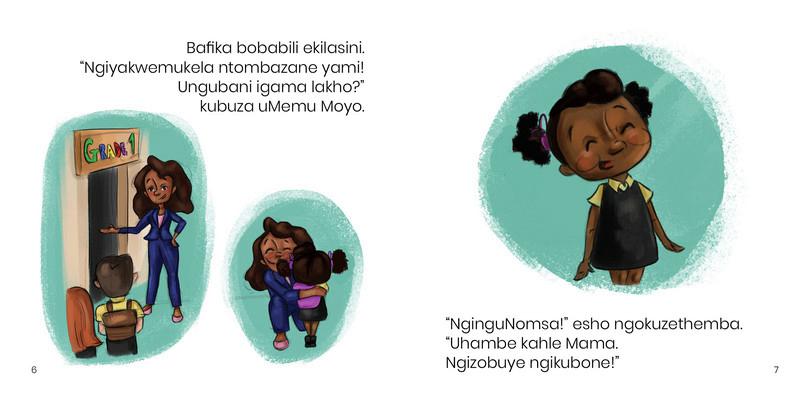 Bafika bobabili ekilasini.
“Ngiyakwemukela ntombazane yami!
Ungubani igama lakho?”
kubuza uMemu Moyo.
GRADE 1
6
“NginguNomsa!” esho ngokuzethemba.
“Uhambe kahle Mama.
Ngizobuye ngikubone!”
7